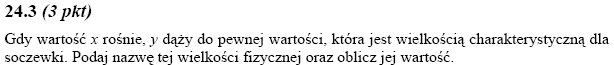 24.3 (3 pkt)
Gdy wartość x rośnie, y dąży do pewnej wartości, która jest wielkością charakterystyczną dla
soczewki. Podaj nazwę tej wielkości fizycznej oraz oblicz jej wartość.